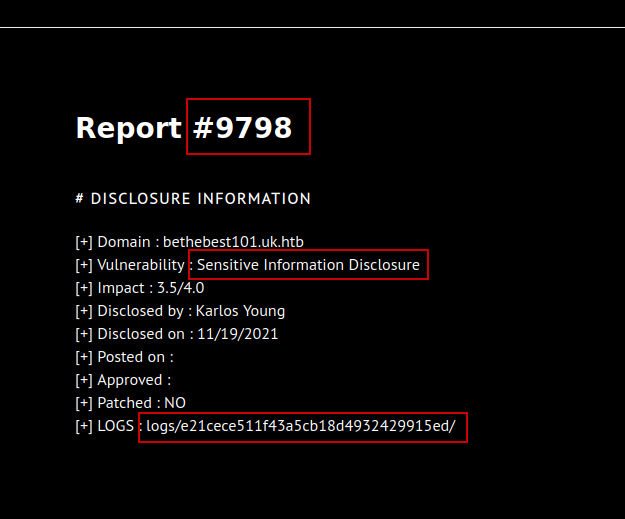 Report #9798
# DISCLOSURE INFORMATION
[+] Domain : bethebest101.uk.htb
[+] Vulnerability : Sensitive Information Disclosure
[+] Impact : 3.5/4.0
[+] Disclosed by : Karlos Young
[+] Disclosed on : 11/19/2021
[+] Posted on :
[+] Approved :
[+] Patched : NO
[+] LOGS : logs/e21cece511f43a5cb18d4932429915ed/